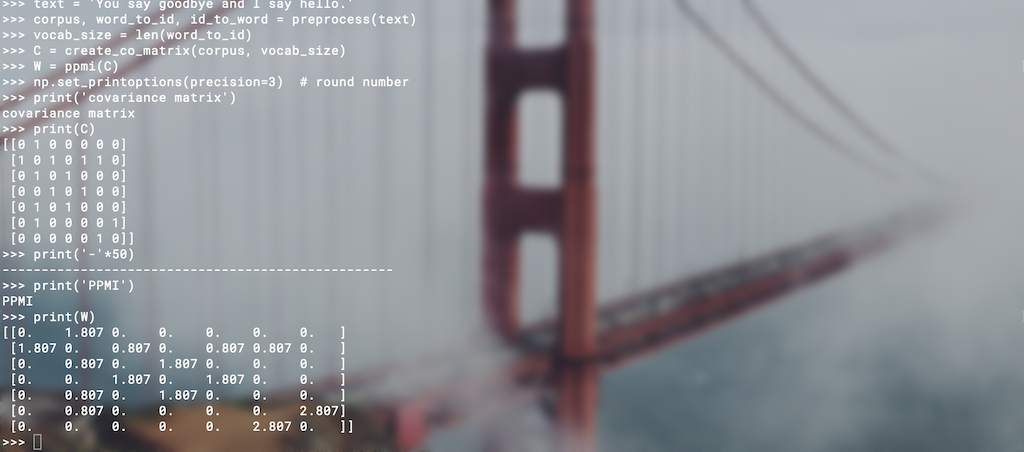 >>> text = 'You say goodbye and I say hello.'
>>> corpus, word_to_id, id_to_word = preprocess(text)
>>> vocab_size = len(word_to_id)
>>> C = create_co_matrix(corpus, vocab_size)
>>> W = ppmi(C)
>>> np.set_printoptions(precision=3)  # round number
>>> print('covariance matrix')
covariance matrix
>>> print(C)
[[0 1 0 0 0 0 0]
 [1 0 1 0 1 1 0]
 [0 1 0 1 0 0 0]
 [0 0 1 0 1 0 0]
 [0 1 0 1 0 0 0]
 [0 1 0 0 0 0 1]
 [0 0 0 0 0 1 0]]
>>> print('-'*50)
--------------------------------------------------
>>> print('PPMI')
PPMI
>>> print(W)
[[0.    1.807 0.    0.    0.    0.    0.   ]
 [1.807 0.    0.807 0.    0.807 0.807 0.   ]
 [0.    0.807 0.    1.807 0.    0.    0.   ]
 [0.    0.    1.807 0.    1.807 0.    0.   ]
 [0.    0.807 0.    1.807 0.    0.    0.   ]
 [0.    0.807 0.    0.    0.    0.    2.807]
 [0.    0.    0.    0.    0.    2.807 0.   ]]
>>>